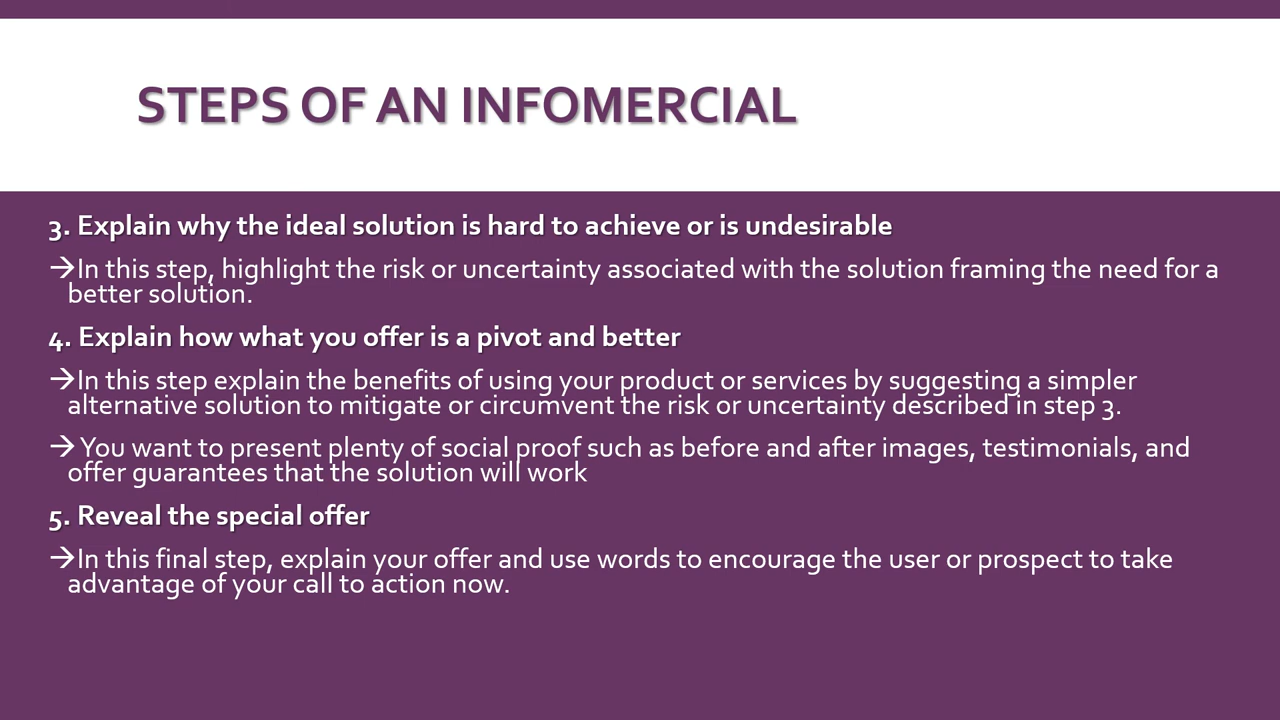 STEPS OF AN INFOMERCIAL
3. Explain why the ideal solution is hard to achieve or is undesirable
→In this step, highlight the risk or uncertainty associated with the solution framing the need for a
better solution.
4. Explain how what you offer is a pivot and better
→In this step explain the benefits of using your product or services by suggesting a simpler
alternative solution to mitigate or circumvent the risk or uncertainty described in step 3.
→ You want to present plenty of social proof such as before and after images, testimonials, and
offer guarantees that the solution will work
5. Reveal the special offer
→In this final step, explain your offer and use words to encourage the user or prospect to take
advantage of your call to action now.